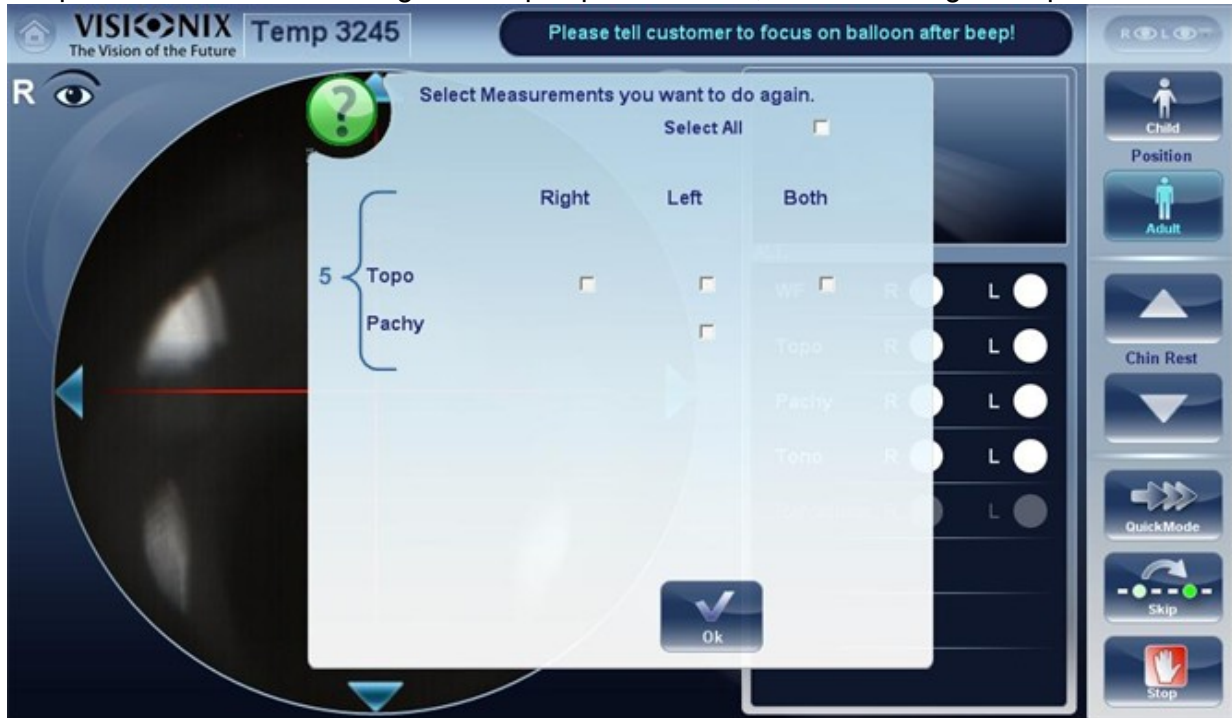 VISIONIX Temp 3245 Please tell customer to focus on balloon after beep!
The Vision of the Future
R L
R
Select Measurements you want to do again.
Select All
Child
Position
Adult
Right Left Both
5 Topo
Pachy
WF R L
Topo R L
Pachy R L
Tono R L
L
Chin Rest
QuickMode
Skip
Stop
Ok